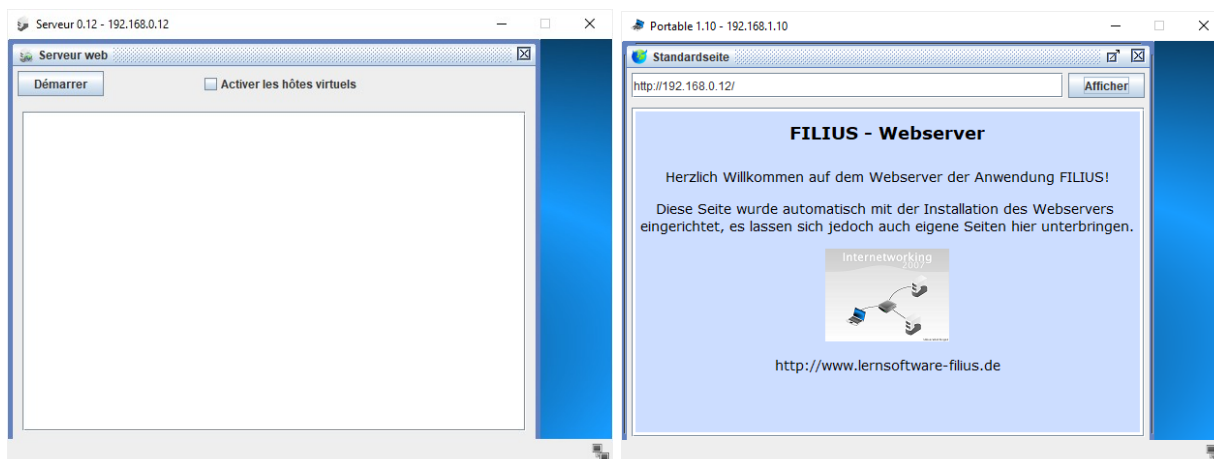 Serveur 0.12 - 192.168.0.12
Serveur web
Démarrer
Activer les hôtes virtuels
Portable 1.10 - 192.168.1.10
Standardseite
http://192.168.0.12/
Afficher
FILIUS - Webserver
Herzlich Willkommen auf dem Webserver der Anwendung FILIUS!
Diese Seite wurde automatisch mit der Installation des Webservers
eingerichtet, es lassen sich jedoch auch eigene Seiten hier unterbringen.
Internetworking
2007
http://www.lernsoftware-filius.de